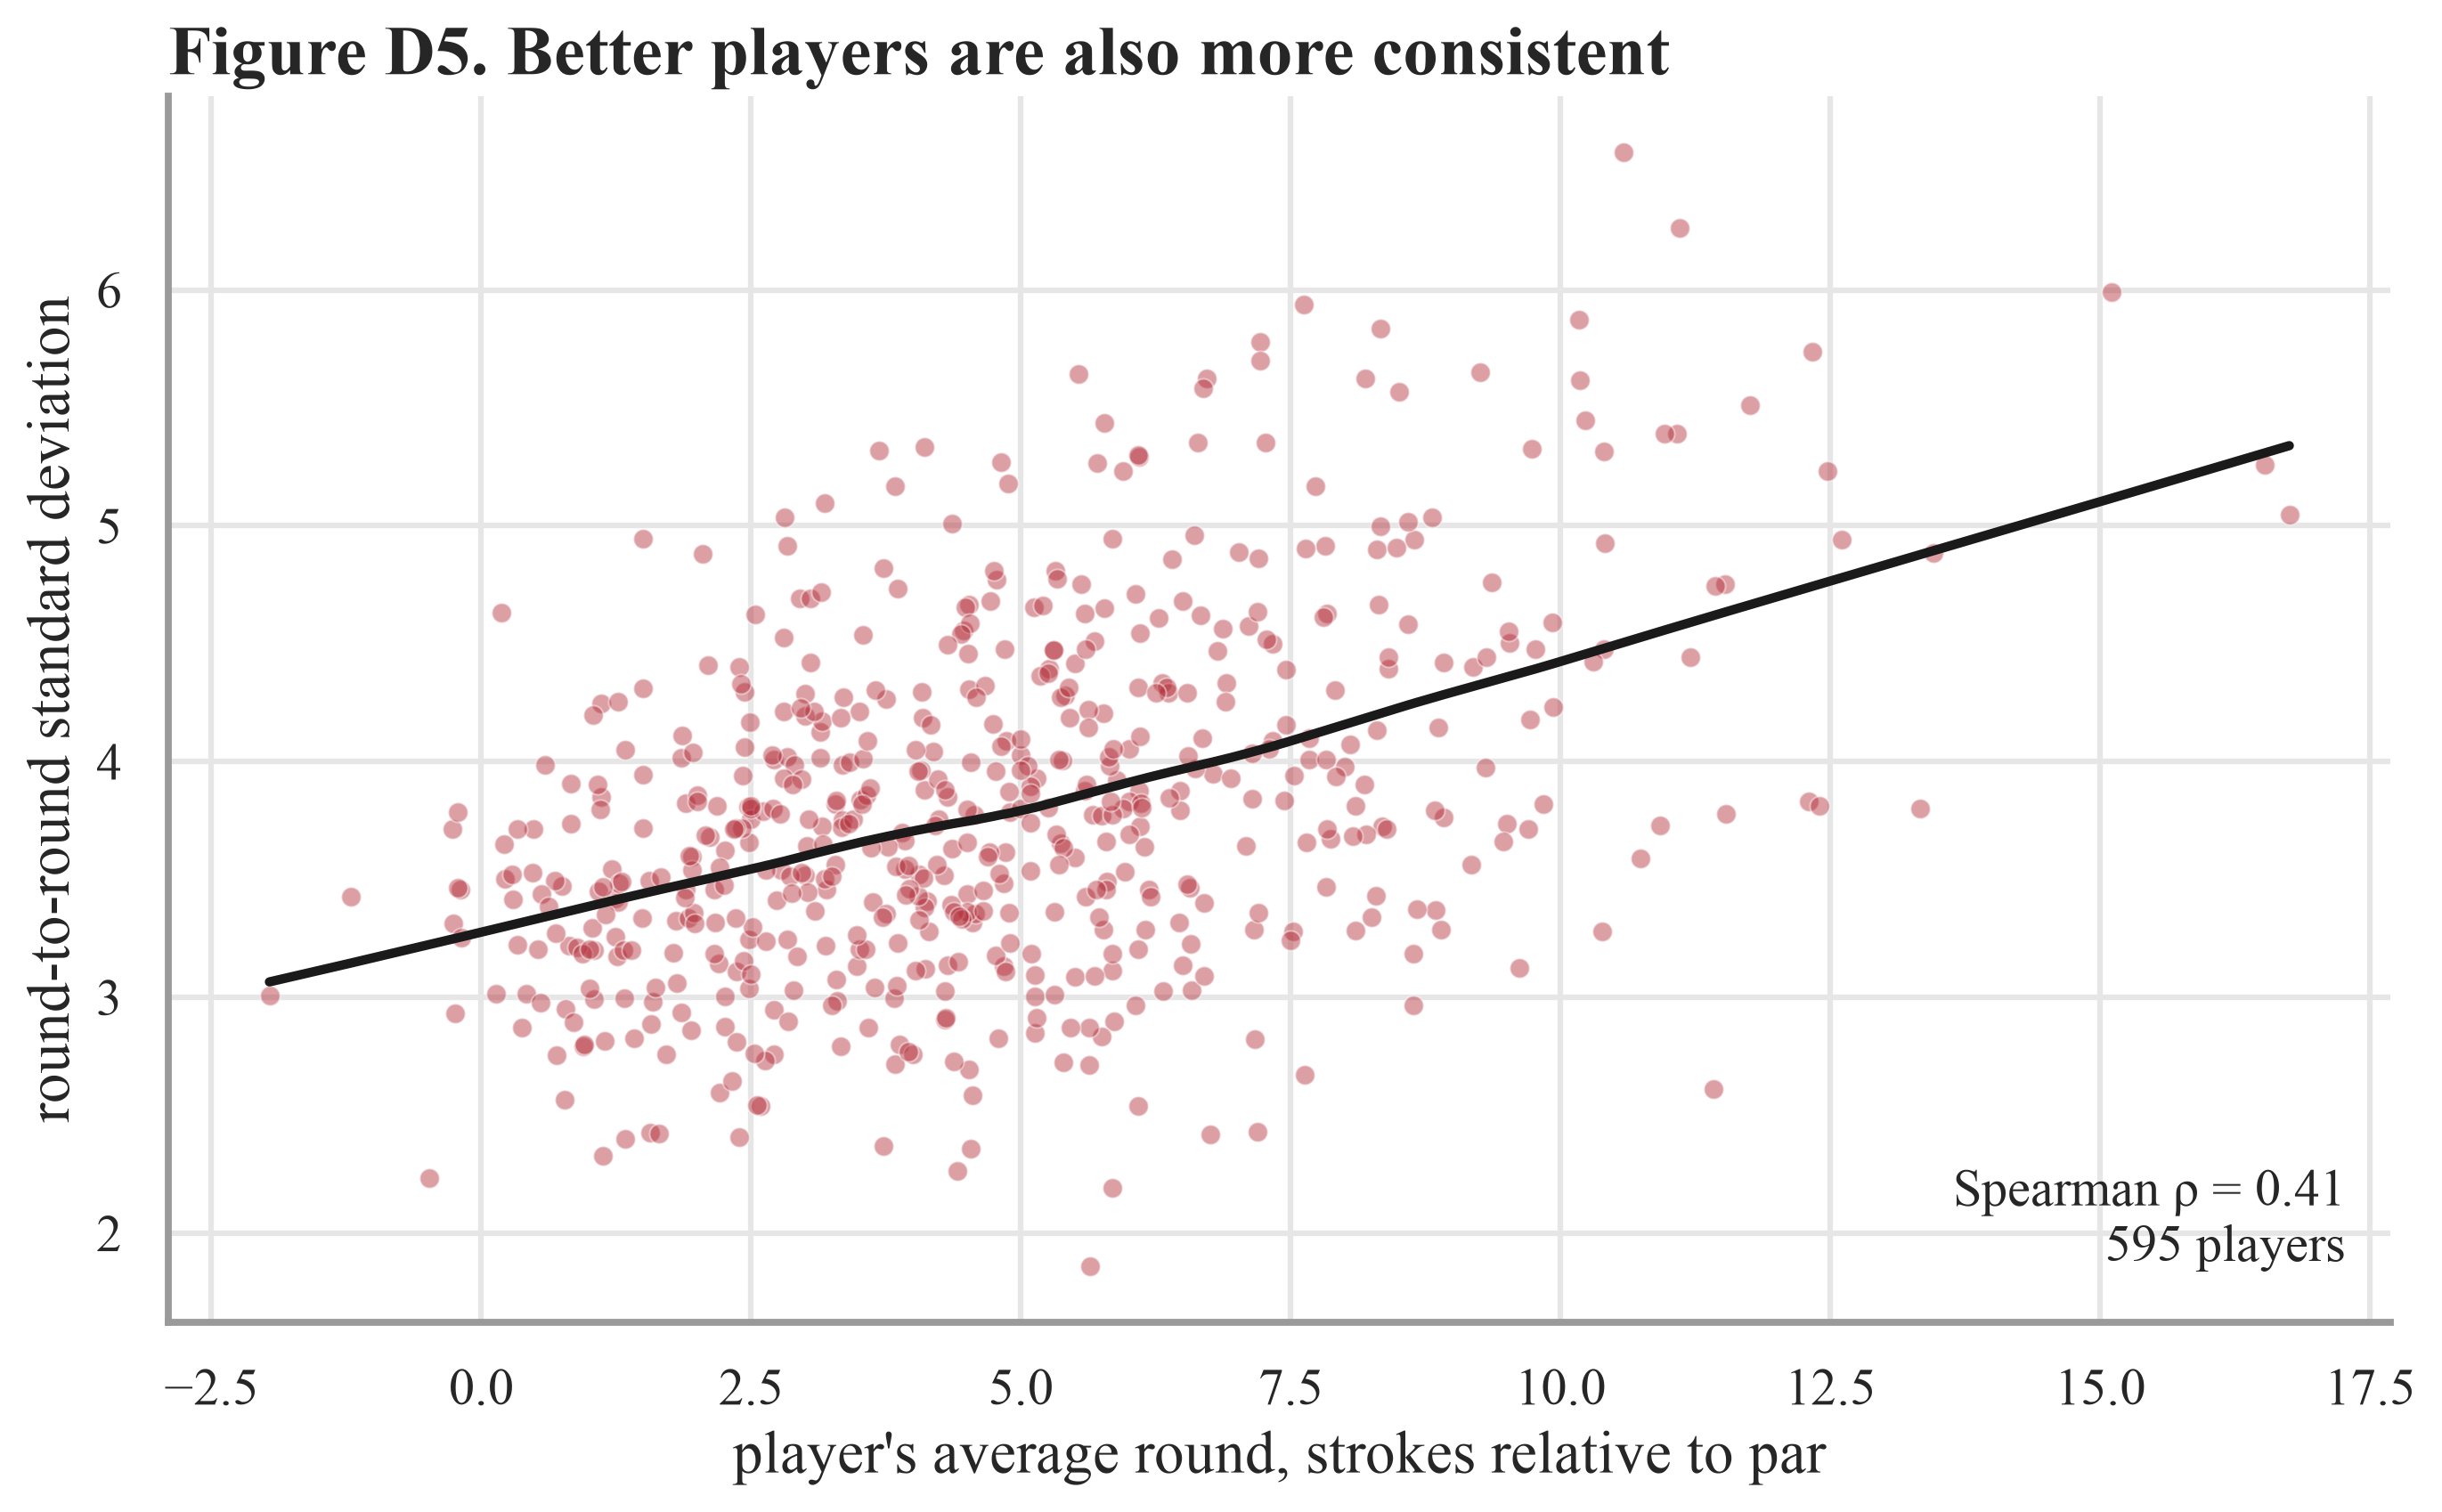 Figure D5. Better players are also more consistent
round-to-round standard deviation
6
5
4
3
2
Spearman ρ = 0.41
595 players
−2.5 0.0 2.5 5.0 7.5 10.0 12.5 15.0 17.5
player's average round, strokes relative to par